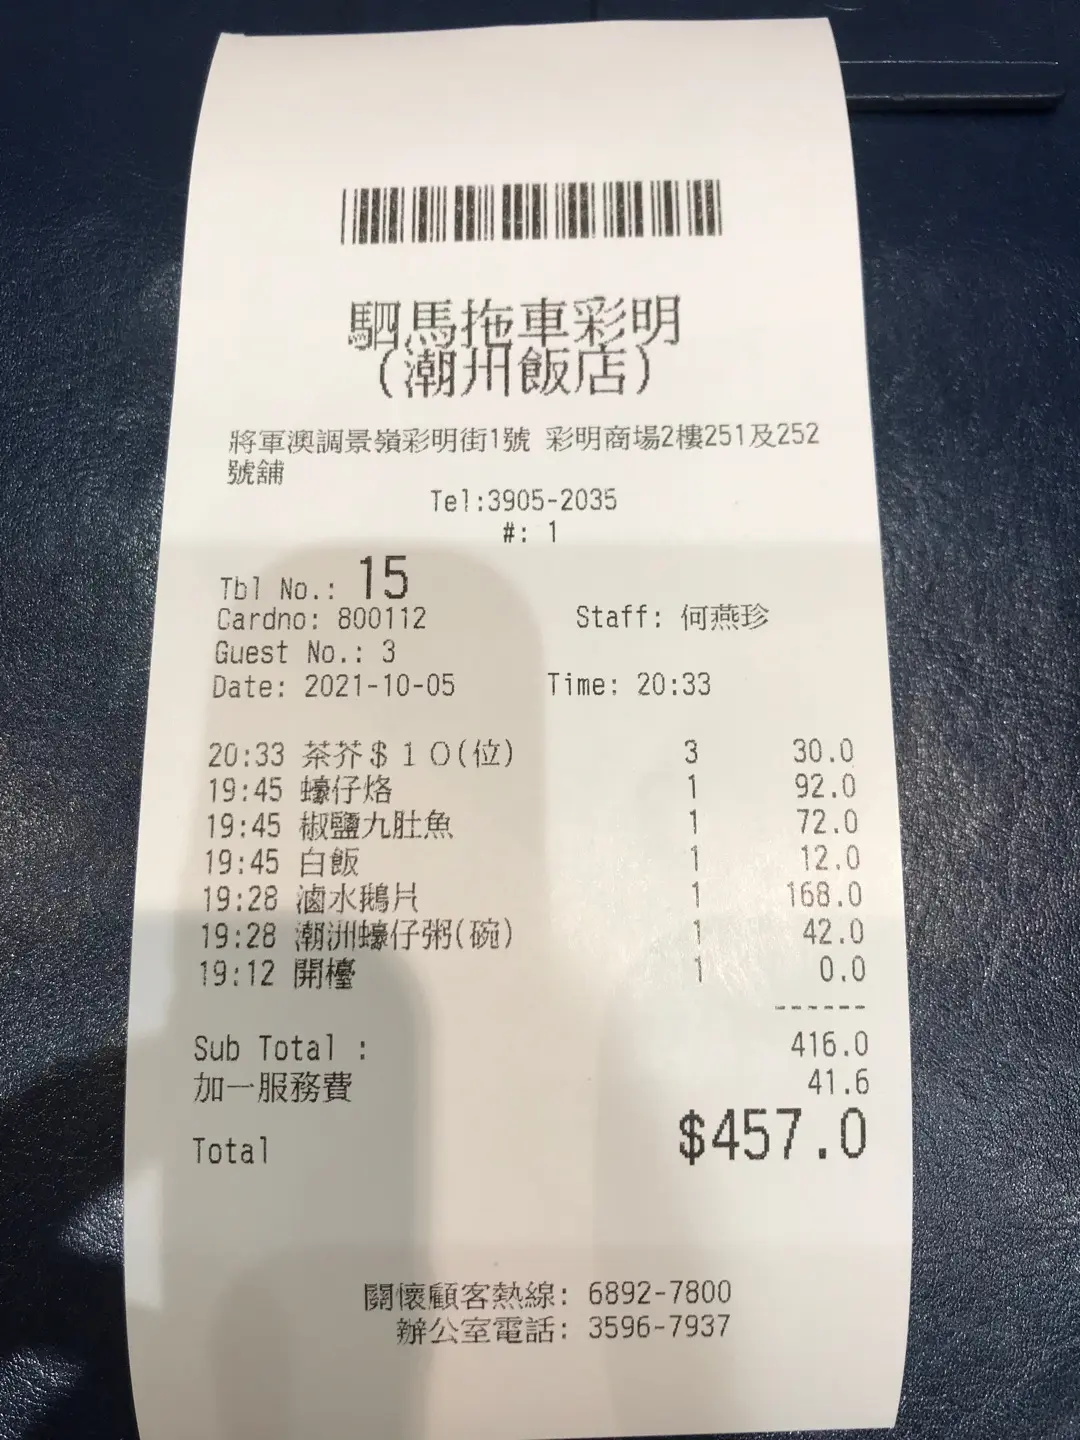 駟馬拖車彩明
(潮州飯店)
將軍澳調景嶺彩明街1號 彩明商場2樓251及252
號舖
Tel:3905-2035
#: 1
Tbl No.: 15
Cardno: 800112 Staff: 何燕珍
Guest No.: 3
Date: 2021-10-05 Time: 20:33
20:33 茶芥$10(位) 3 30.0
19:45 蠔仔烙 1 92.0
19:45 椒鹽九肚魚 1 72.0
19:45 白飯 1 12.0
19:28 滷水鵝片 1 168.0
19:28 潮洲蠔仔粥(碗) 1 42.0
19:12 開檯 1 0.0
------
Sub Total : 416.0
加一服務費 41.6
Total $457.0
關懷顧客熱線: 6892-7800
辦公室電話: 3596-7937